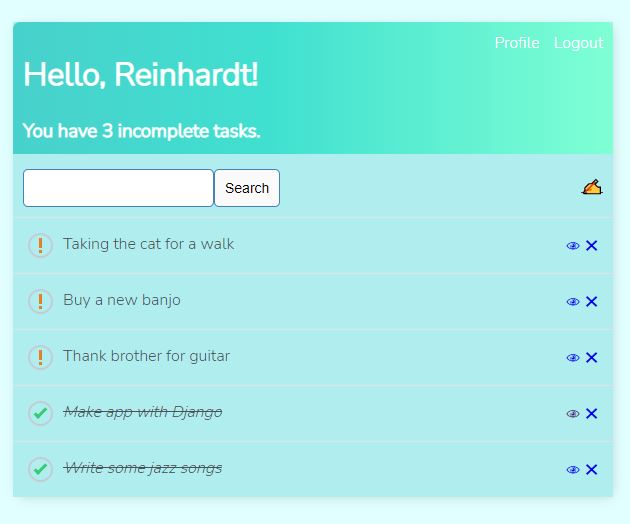 Profile Logout
Hello, Reinhardt!
You have 3 incomplete tasks.
Search
Taking the cat for a walk
Buy a new banjo
Thank brother for guitar
Make app with Django
Write some jazz songs